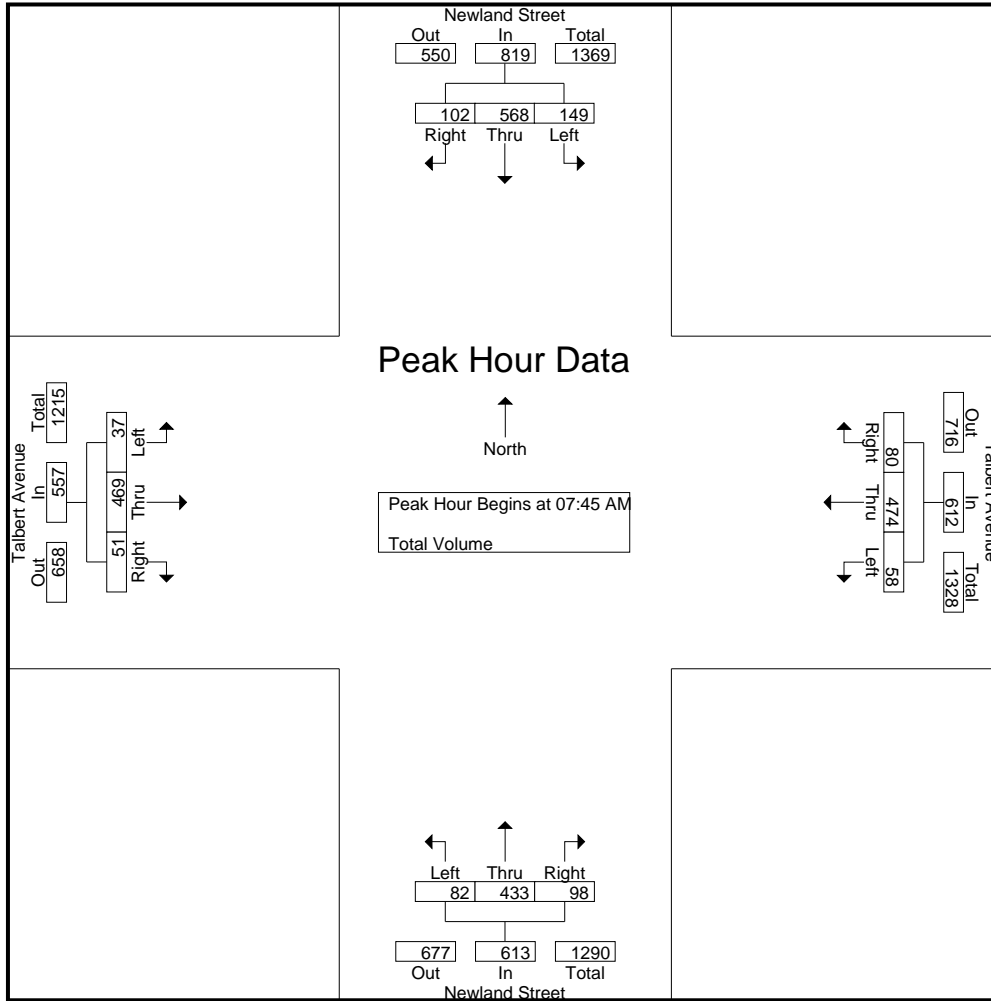 Newland Street
Out In Total
550 819 1369
102 568 149
Right Thru Left
Peak Hour Data
North
Peak Hour Begins at 07:45 AM
Total Volume
Talbert Avenue
Out In Total
658 557 1215
51 469 37
Right Thru Left
Talbert Avenue
Out In Total
716 612 1328
80 474 58
Right Thru Left
Left Thru Right
82 433 98
677 613 1290
Out In Total
Newland Street